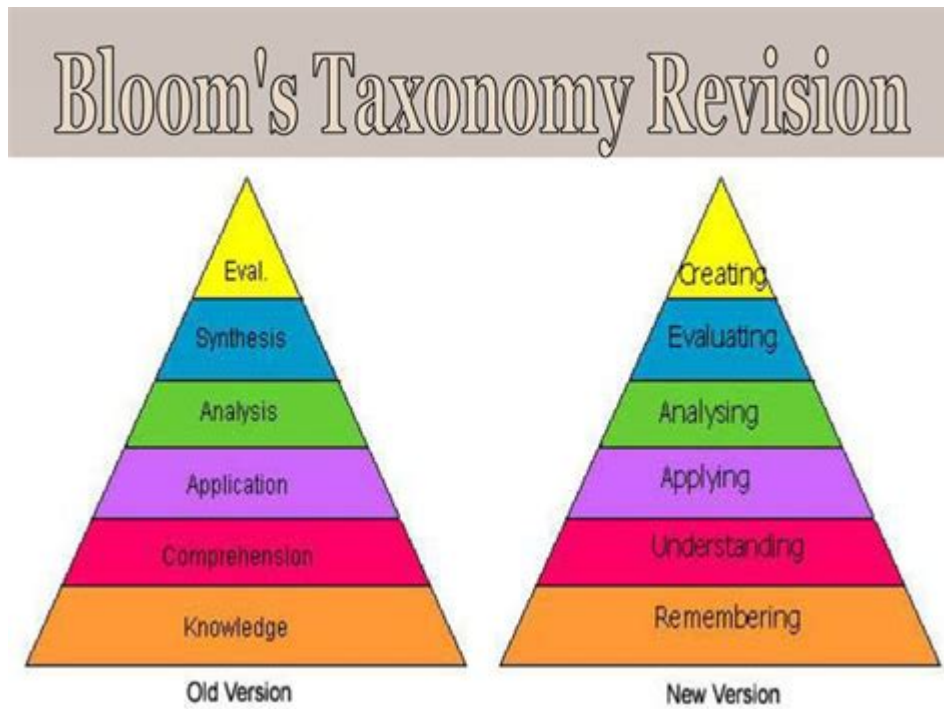 Bloom's Taxonomy Revision
Eval.
Synthesis
Analysis
Application
Comprehension
Knowledge
Old Version
Creating
Evaluating
Analysing
Applying
Understanding
Remembering
New Version